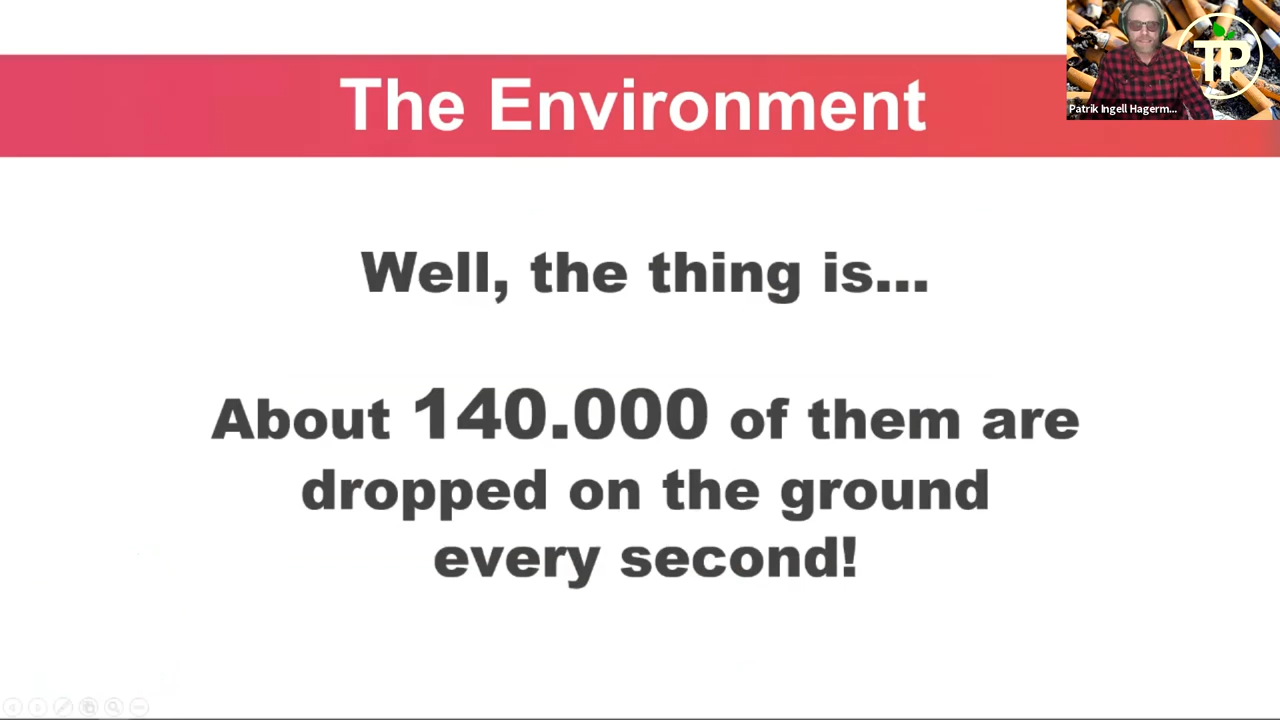 The Environment
TP
Patrik Ingell Hagerm...
Well, the thing is...
About 140.000 of them are
dropped on the ground
every second!